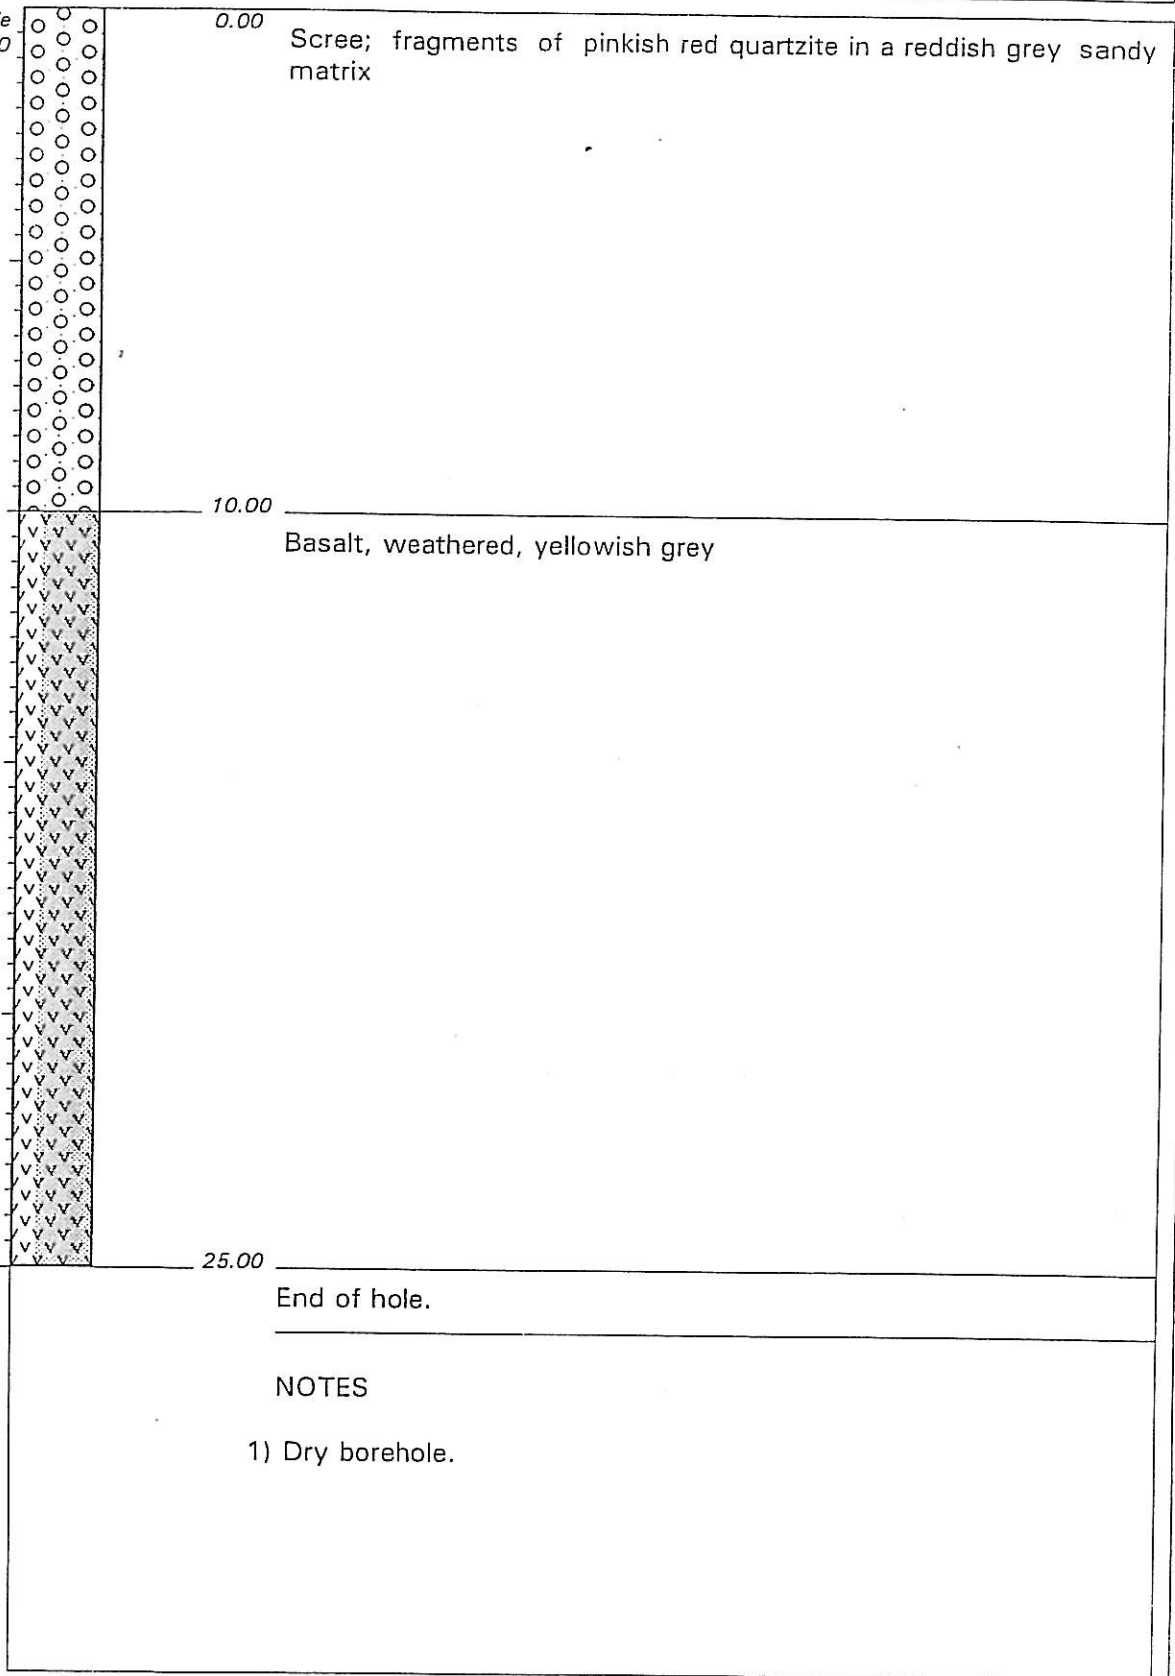 0.00
Scree; fragments of pinkish red quartzite in a reddish grey sandy
matrix
10.00
Basalt, weathered, yellowish grey
25.00
End of hole.
NOTES
1) Dry borehole.